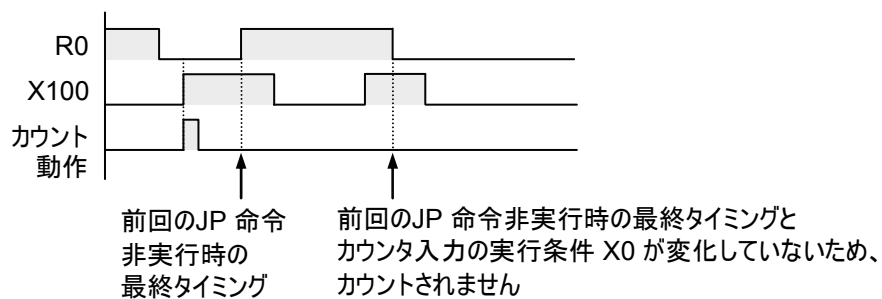 R0
X100
カウント
動作
前回のJP 命令
非実行時の
最終タイミング
前回のJP 命令非実行時の最終タイミングと
カウンタ入力の実行条件 X0 が変化していないため、
カウントされません